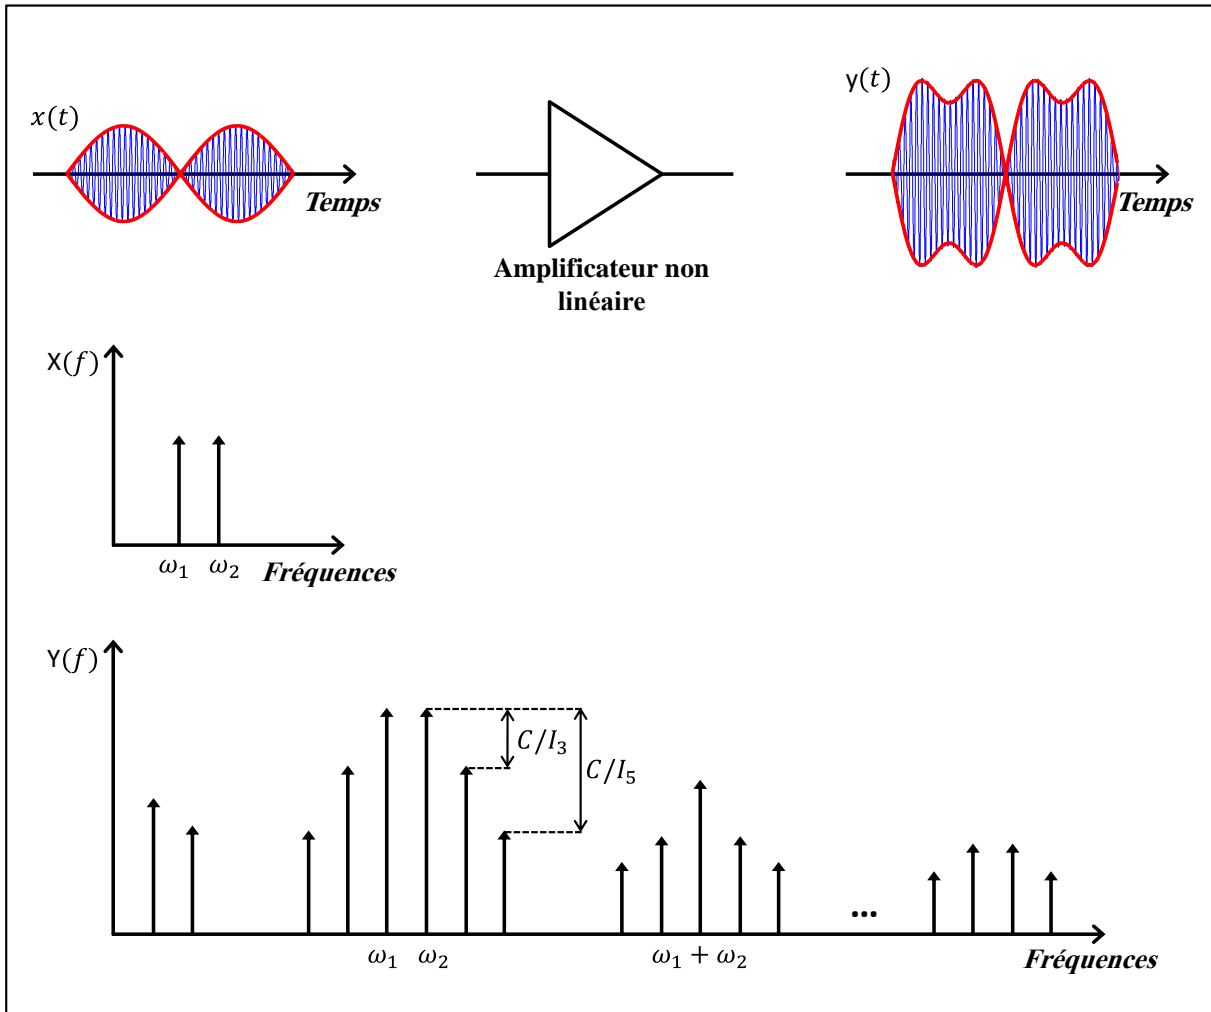 x(t)
Temps
Amplificateur non
linéaire
y(t)
Temps
X(f)
ω₁ ω₂
Fréquences
Y(f)
C/I₃
C/I₅
ω₁ ω₂
ω₁ + ω₂
...
Fréquences